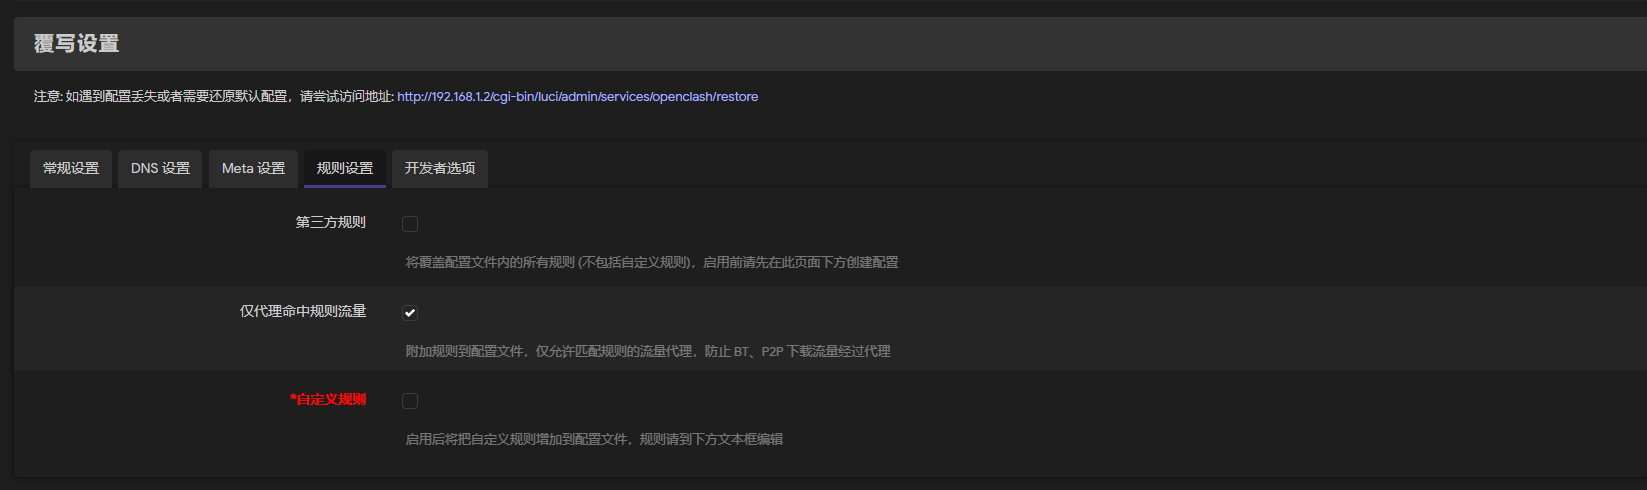 覆写设置
注意: 如遇到配置丢失或者需要还原默认配置，请尝试访问地址: http://192.168.1.2/cgi-bin/luci/admin/services/openclash/restore
常规设置 DNS 设置 Meta 设置 规则设置 开发者选项
第三方规则
将覆盖配置文件内的所有规则 (不包括自定义规则)，启用前请先在此页面下方创建配置
仅代理命中规则流量
附加规则到配置文件，仅允许匹配规则的流量代理，防止 BT、P2P 下载流量经过代理
*自定义规则
启用后将把自定义规则增加到配置文件，规则请到下方文本框编辑